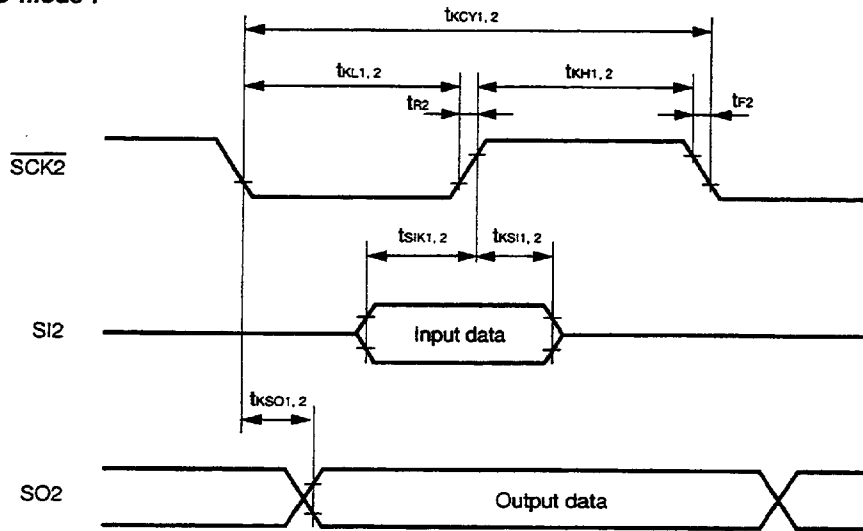 tKCY1, 2
tKL1, 2
tKH1, 2
tR2
tF2
SCK2
tSIK1, 2
tKSI1, 2
SI2
Input data
tKSO1, 2
SO2
Output data